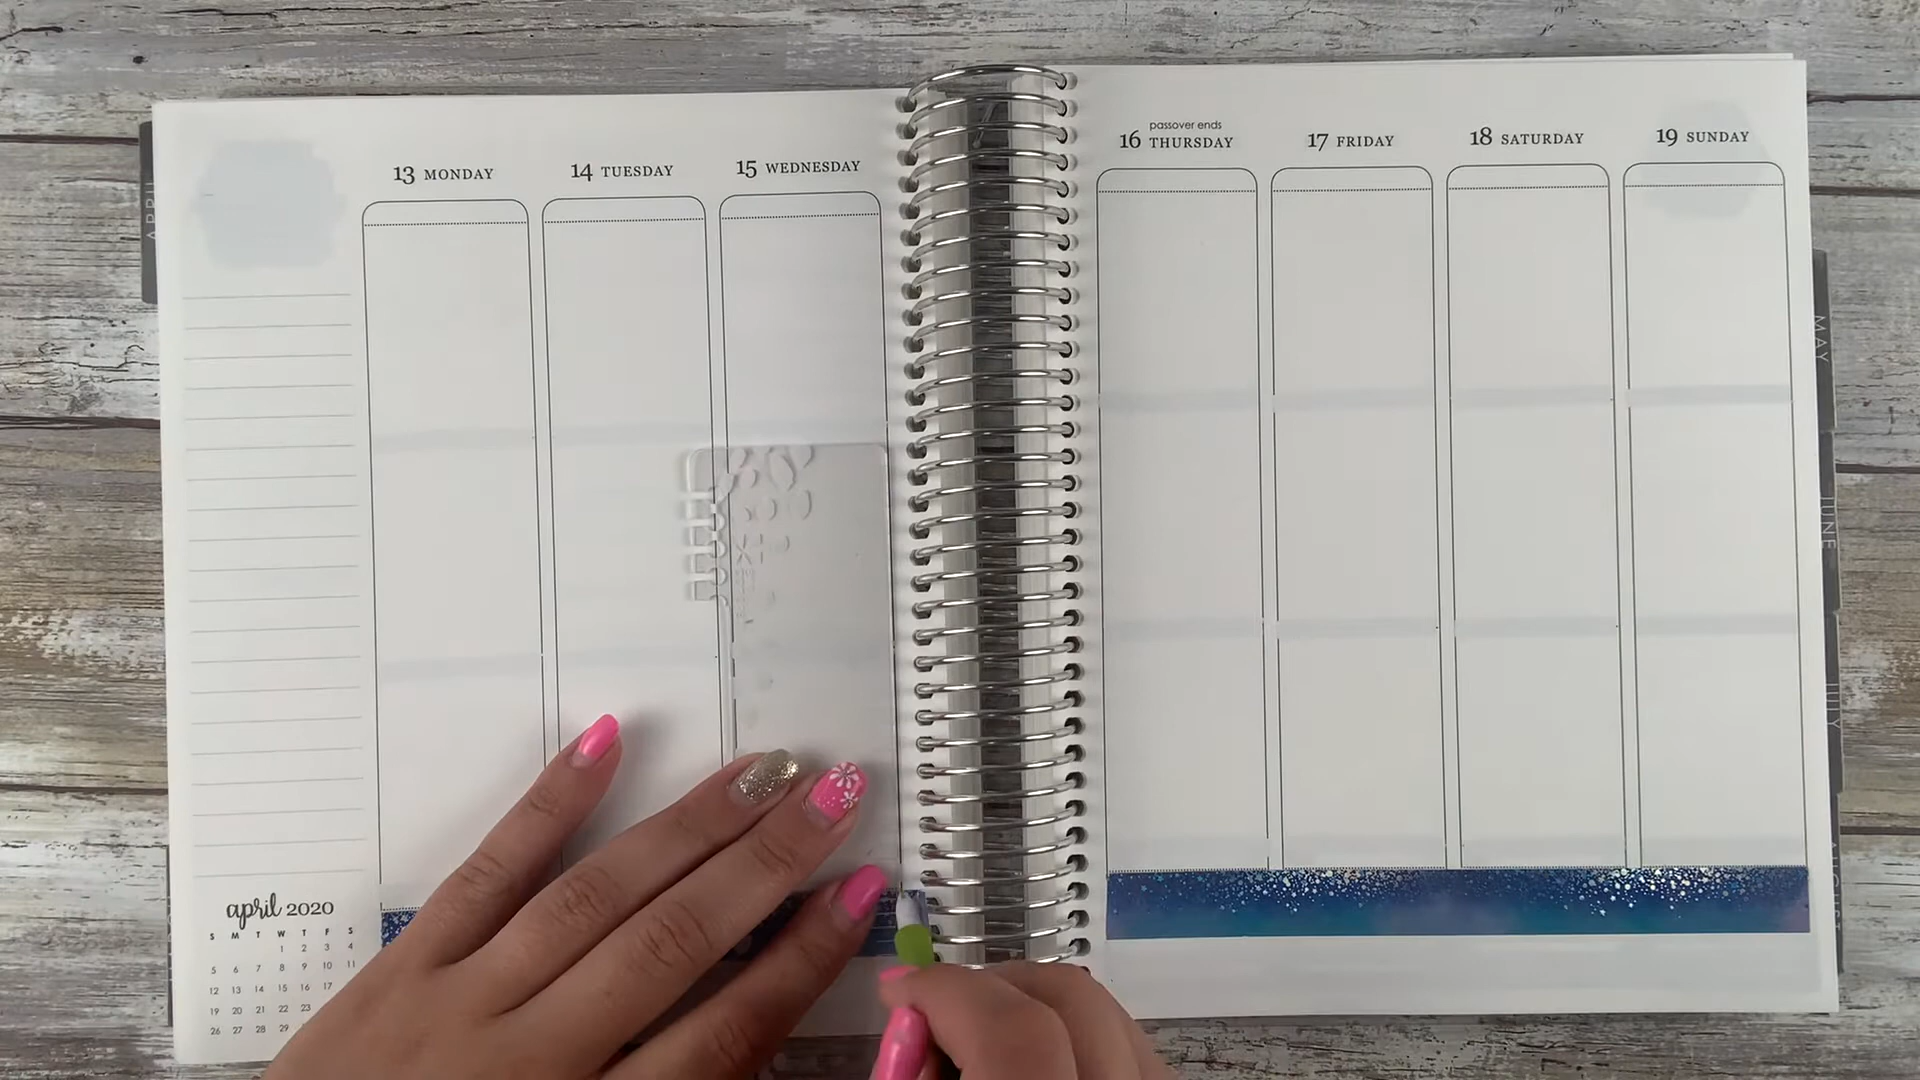 13 MONDAY
14 TUESDAY
15 WEDNESDAY
passover ends
16 THURSDAY
17 FRIDAY
18 SATURDAY
19 SUNDAY
APRIL
MAY
JUNE
JULY
AUGUST
april 2020
S M T W T F S
1 2 3 4
5 6 7 8 9 10 11
12 13 14 15 16 17
19 20 21 22 23
26 27 28 29